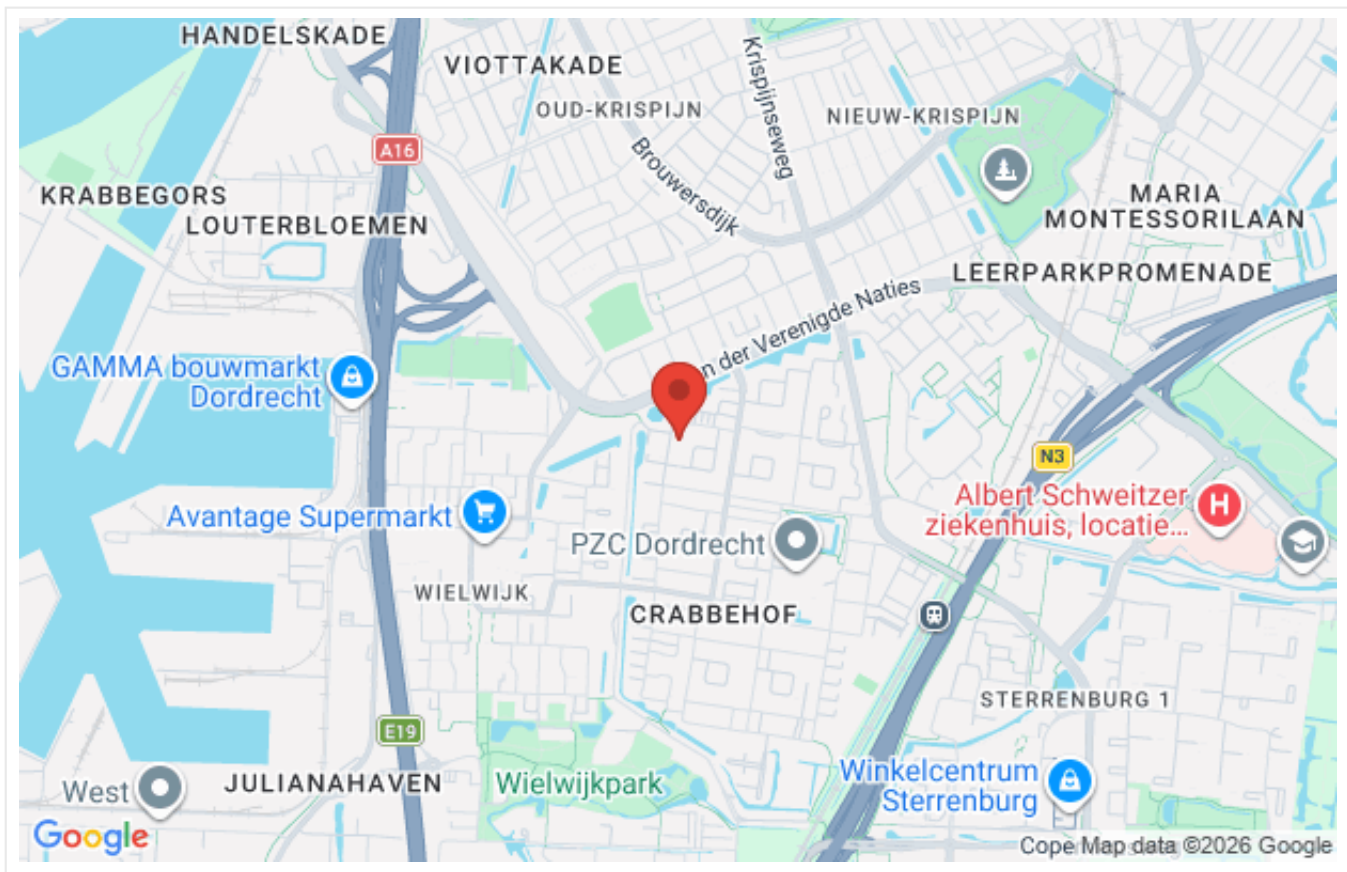 HANDELSKADE
VIOTTAKADE
OUD-KRISPIJN
Krispijnseweg
NIEUW-KRISPIJN
A16
Brouwersdijk
KRABBEGORS
LOUTERBLOEMEN
MARIA
MONTESSORILAAN
LEERPARKPROMENADE
n der Verenigde Naties
GAMMA bouwmarkt
Dordrecht
N3
Albert Schweitzer
ziekenhuis, locatie...
H
Avantage Supermarkt
PZC Dordrecht
WIELWIJK
CRABBEHOF
STERRENBURG 1
E19
JULIANAHAVEN
West
Wielwijkpark
Winkelcentrum
Sterrenburg
Google
Map data ©2026 Google